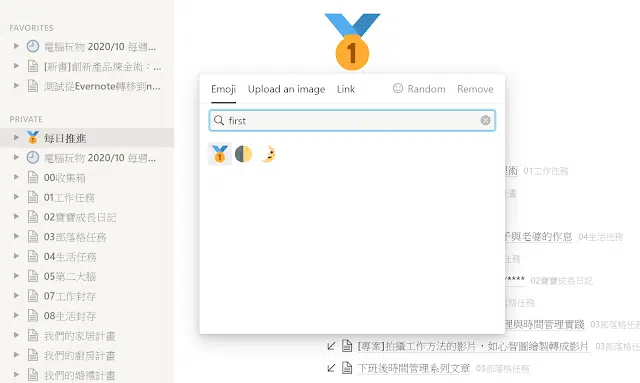 FAVORITES
電腦玩物 2020/10 每週...
[新書]創新產品煉金術：...
測試從Evernote轉移到n...
PRIVATE
每日推進
電腦玩物 2020/10 每週...
00收集箱
01工作任務
02寶寶成長日記
03部落格任務
04生活任務
05第二大腦
07工作封存
08生活封存
我們的家居計畫
我們的廚房計畫
我們的婚禮計畫
1
Emoji Upload an image Link Random Remove
first
術 01工作任務
畫
子與老婆的作息 04生活任務
任務
***** 02寶寶成長日記
格任務
理與時間管理實踐 03部落格任務
[專案]拍攝工作方法的影片，如心智圖繪製轉成影片 03部落格任
下班後時間管理系列文章 03部落格任務